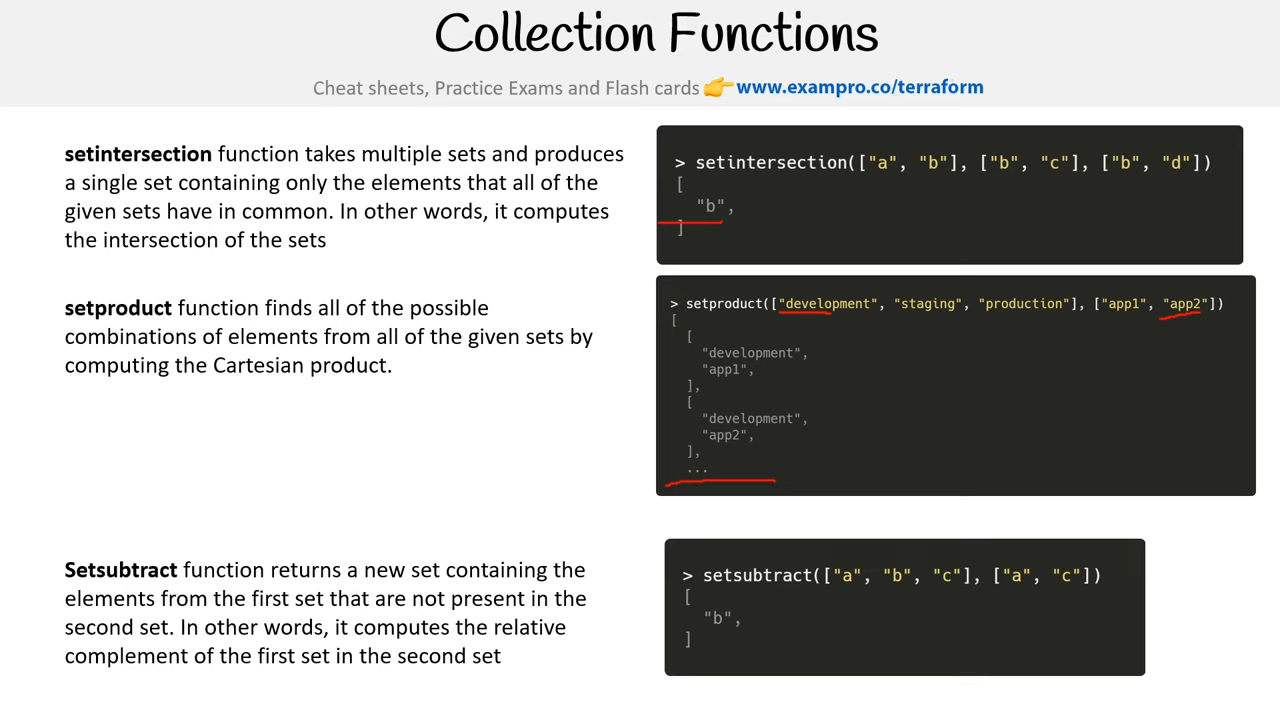 Collection Functions
Cheat sheets, Practice Exams and Flash cards 👉 www.exampro.co/terraform
setintersection function takes multiple sets and produces
a single set containing only the elements that all of the
given sets have in common. In other words, it computes
the intersection of the sets
> setintersection(["a", "b"], ["b", "c"], ["b", "d"])
[
  "b",
]
setproduct function finds all of the possible
combinations of elements from all of the given sets by
computing the Cartesian product.
> setproduct(["development", "staging", "production"], ["app1", "app2"])
[
  [
    "development",
    "app1",
  ],
  [
    "development",
    "app2",
  ],
  ...
Setsubtract function returns a new set containing the
elements from the first set that are not present in the
second set. In other words, it computes the relative
complement of the first set in the second set
> setsubtract(["a", "b", "c"], ["a", "c"])
[
  "b",
]